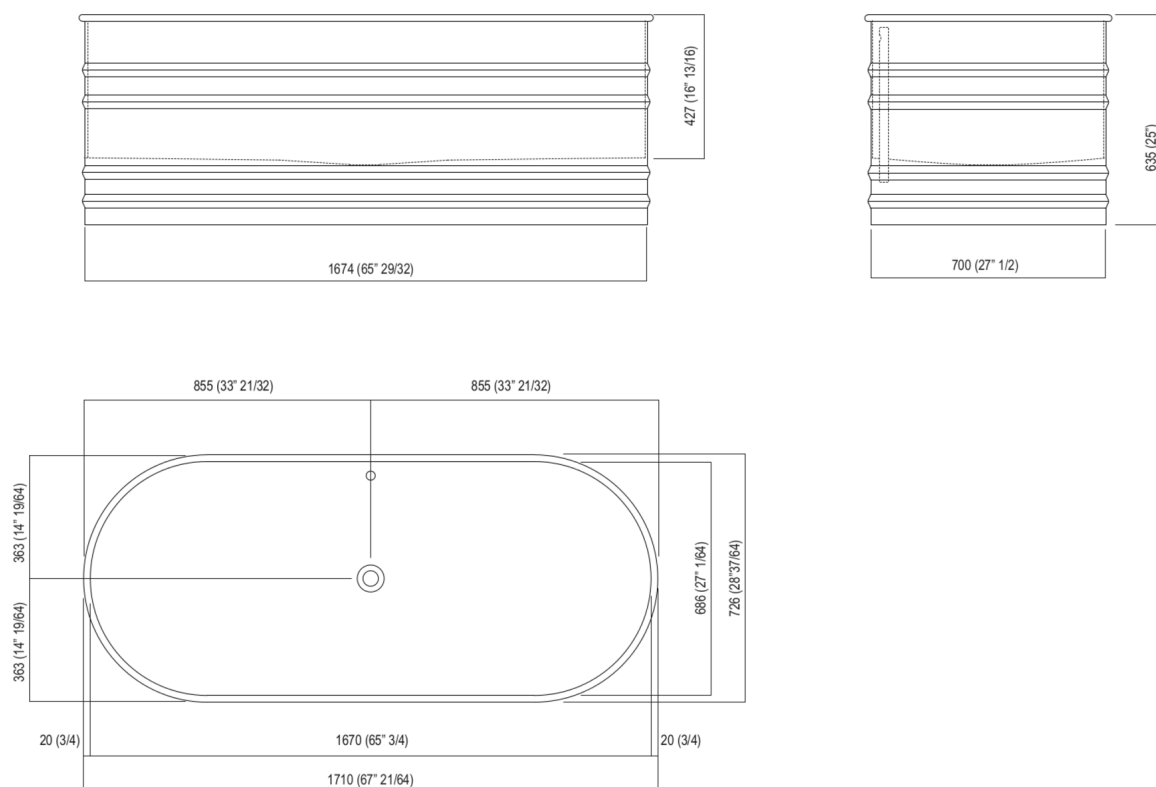 427 (16” 13/16)
635 (25”)
1674 (65” 29/32)
700 (27” 1/2)
855 (33” 21/32)
855 (33” 21/32)
363 (14” 19/64)
363 (14” 19/64)
686 (27” 1/64)
726 (28”37/64)
20 (3/4)
1670 (65” 3/4)
20 (3/4)
1710 (67” 21/64)